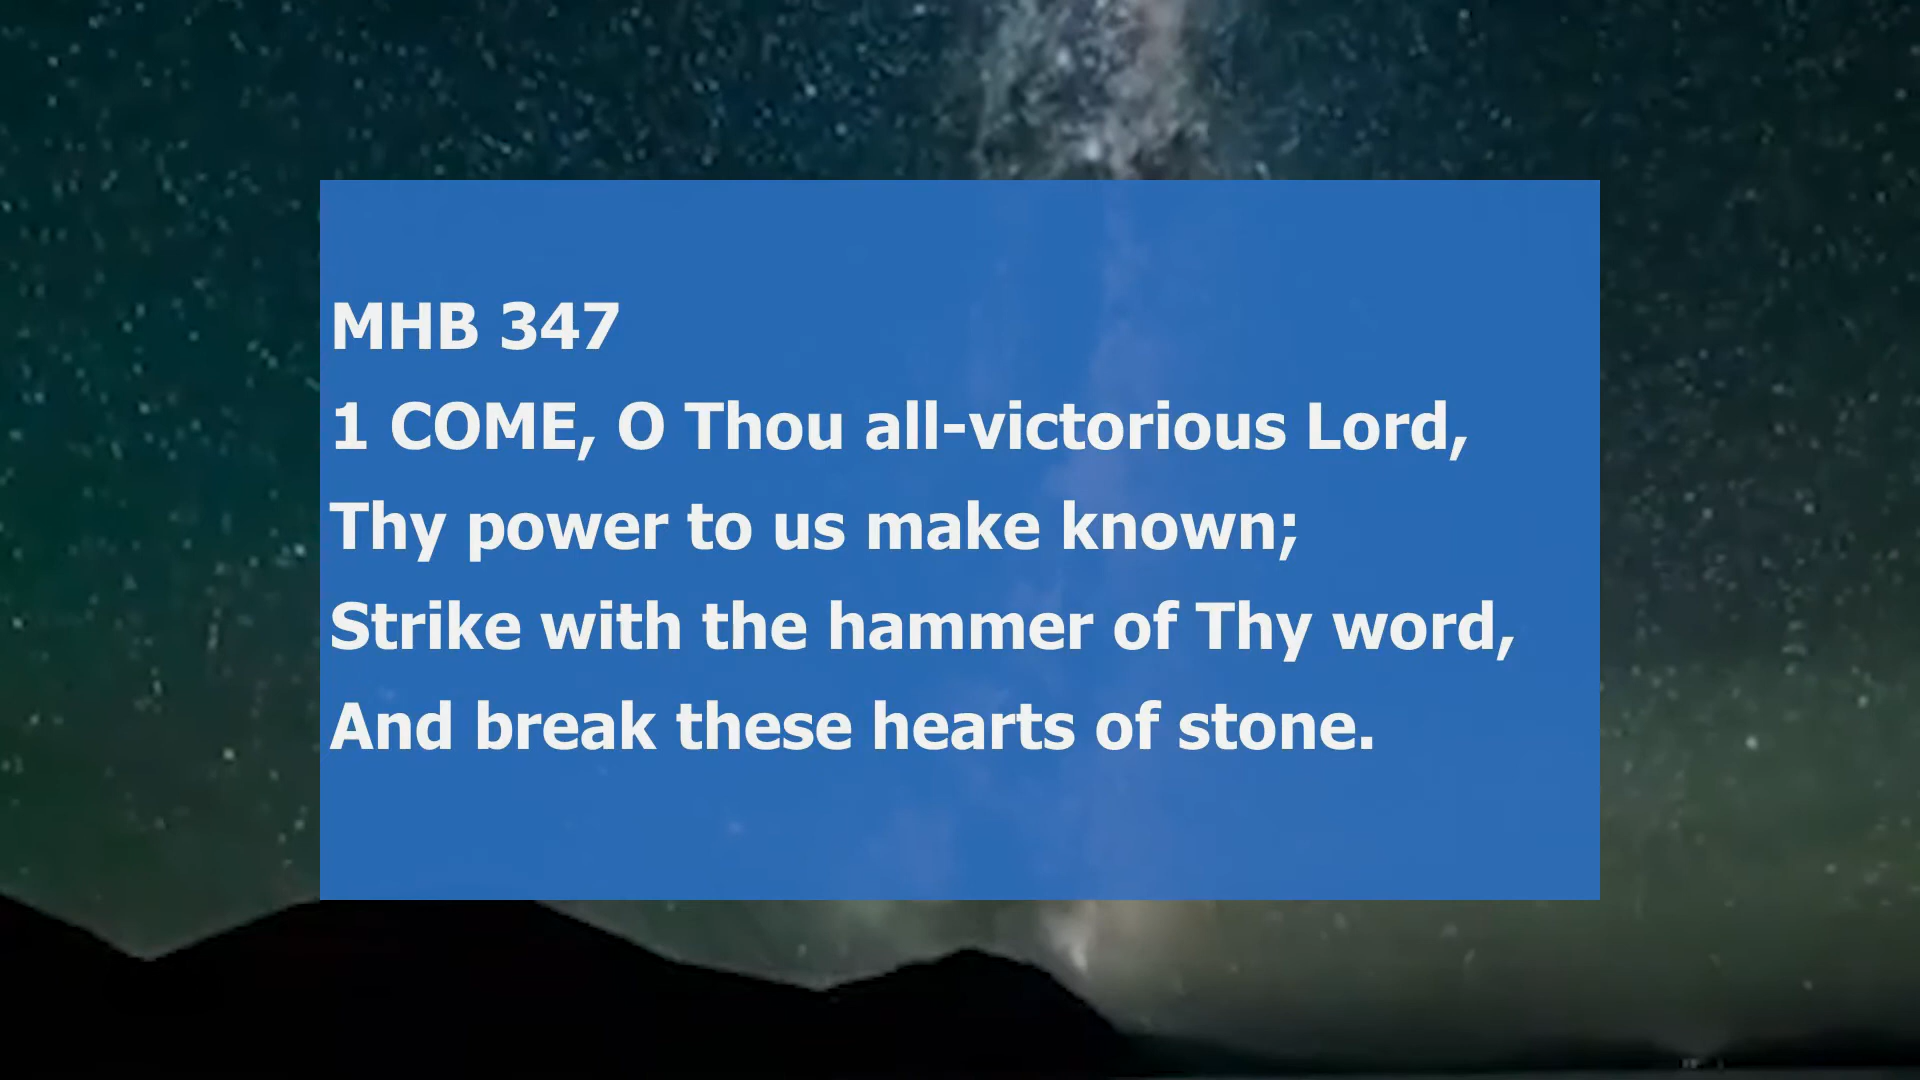 MHB 347
1 COME, O Thou all-victorious Lord,
Thy power to us make known;
Strike with the hammer of Thy word,
And break these hearts of stone.